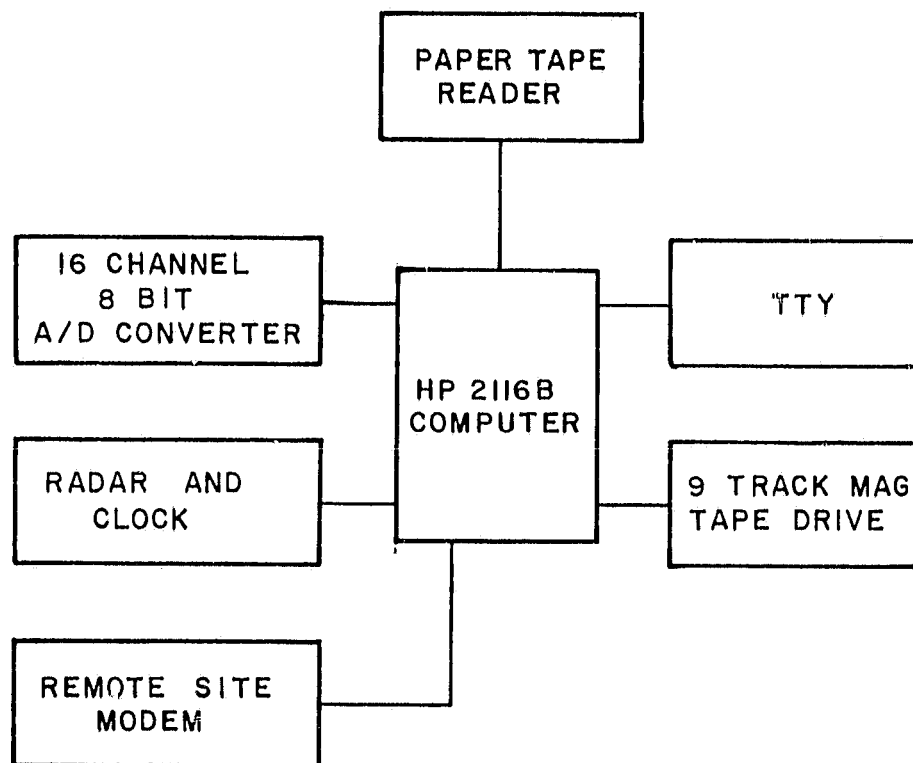 PAPER TAPE
READER
16 CHANNEL
8 BIT
A/D CONVERTER
TTY
HP 2116B
COMPUTER
RADAR AND
CLOCK
9 TRACK MAG
TAPE DRIVE
REMOTE SITE
MODEM